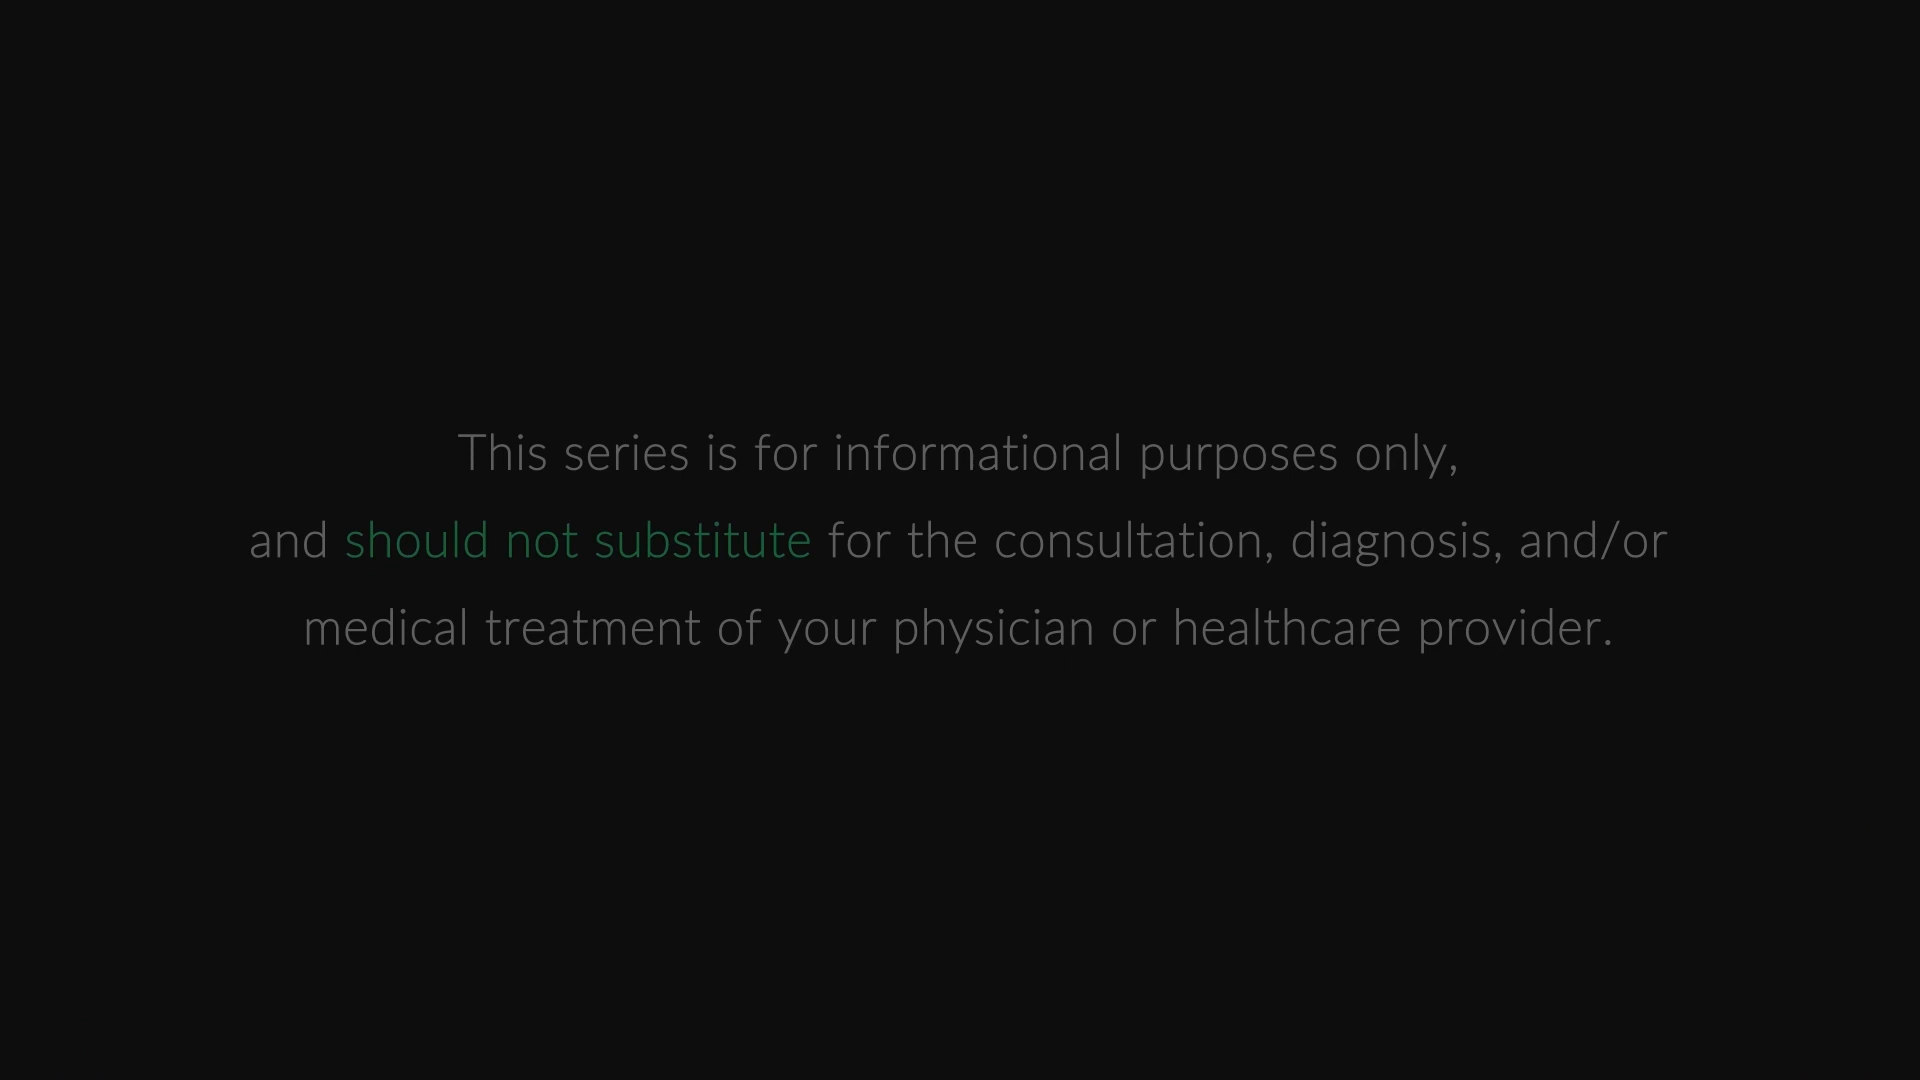 This series is for informational purposes only,
and should not substitute for the consultation, diagnosis, and/or
medical treatment of your physician or healthcare provider.